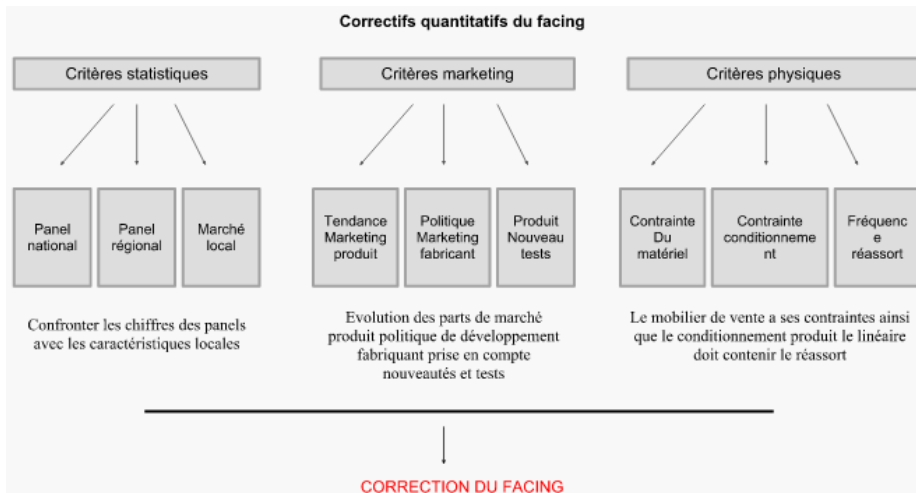 Correctifs quantitatifs du facing
Critères statistiques
Critères marketing
Critères physiques
Panel
national
Panel
régional
Marché
local
Tendance
Marketing
produit
Politique
Marketing
fabricant
Produit
Nouveau
tests
Contrainte
Du
matériel
Contrainte
conditionneme
nt
Fréquenc
e
réassort
Confronter les chiffres des panels
avec les caractéristiques locales
Evolution des parts de marché
produit politique de développement
fabriquant prise en compte
nouveautés et tests
Le mobilier de vente a ses contraintes ainsi
que le conditionnement produit le linéaire
doit contenir le réassort
CORRECTION DU FACING